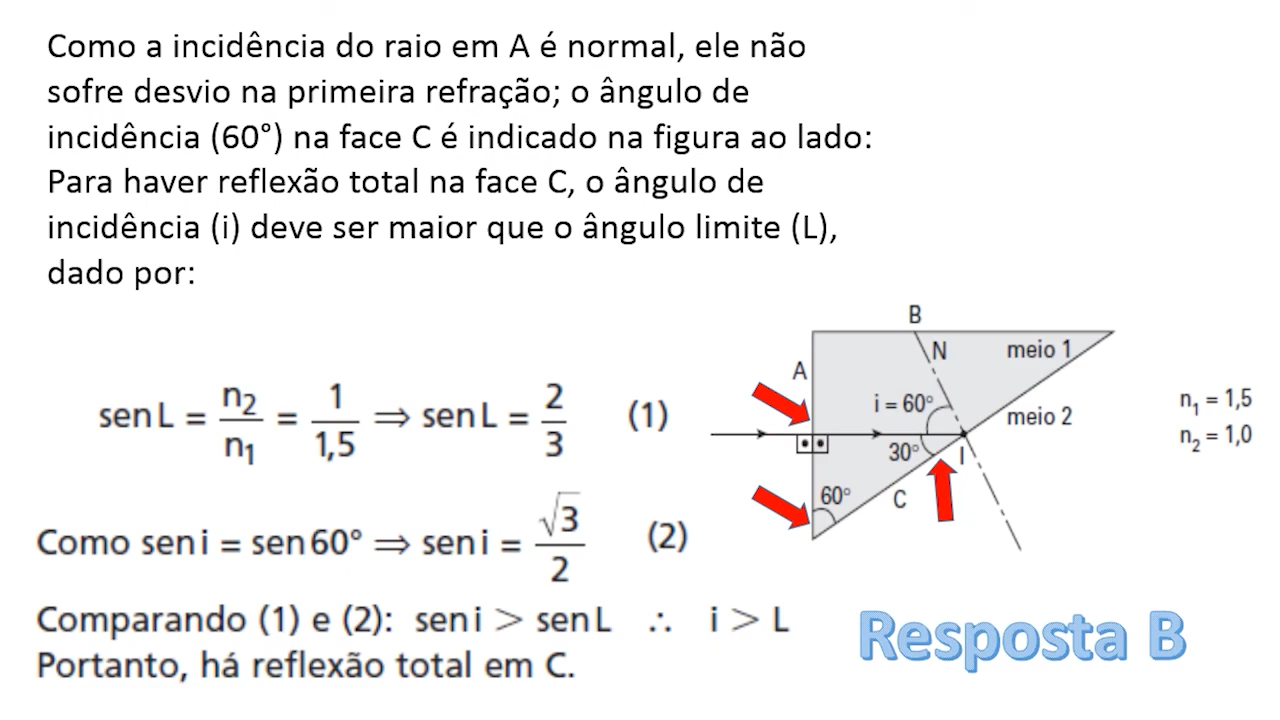 Como a incidência do raio em A é normal, ele não
sofre desvio na primeira refração; o ângulo de
incidência (60°) na face C é indicado na figura ao lado:
Para haver reflexão total na face C, o ângulo de
incidência (i) deve ser maior que o ângulo limite (L),
dado por:
sen L = n₂/n₁ = 1/1,5 ⇒ sen L = 2/3 (1)
Como sen i = sen 60° ⇒ sen i = √3/2 (2)
Comparando (1) e (2): sen i > sen L ∴ i > L
Portanto, há reflexão total em C.
B
N
meio 1
A
i = 60°
meio 2
30°
I
60°
C
n₁ = 1,5
n₂ = 1,0
Resposta B